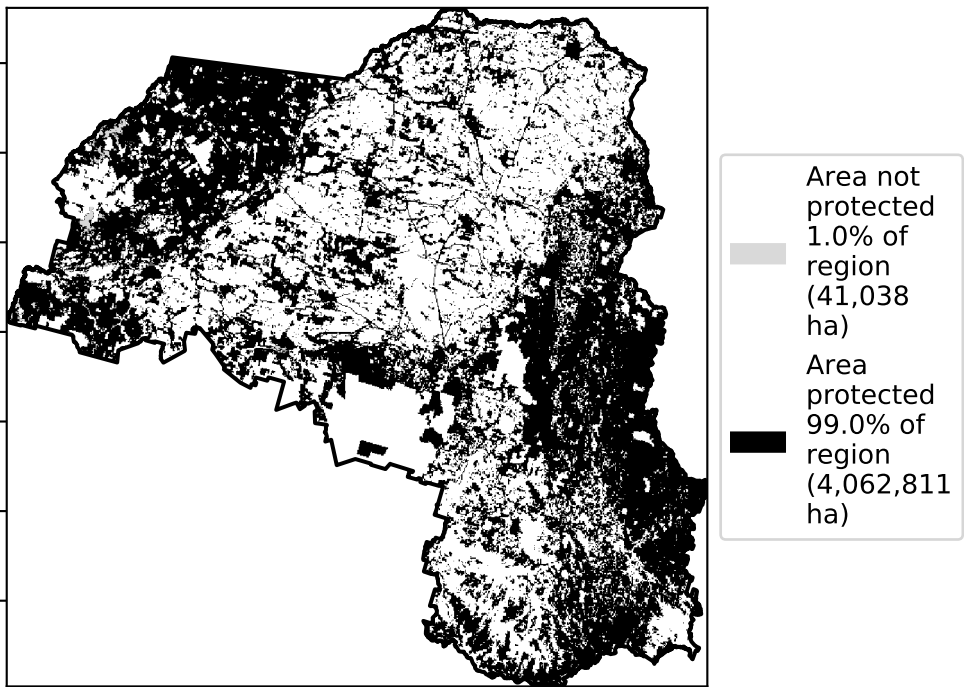 Area not
protected
1.0% of
region
(41,038
ha)
Area
protected
99.0% of
region
(4,062,811
ha)